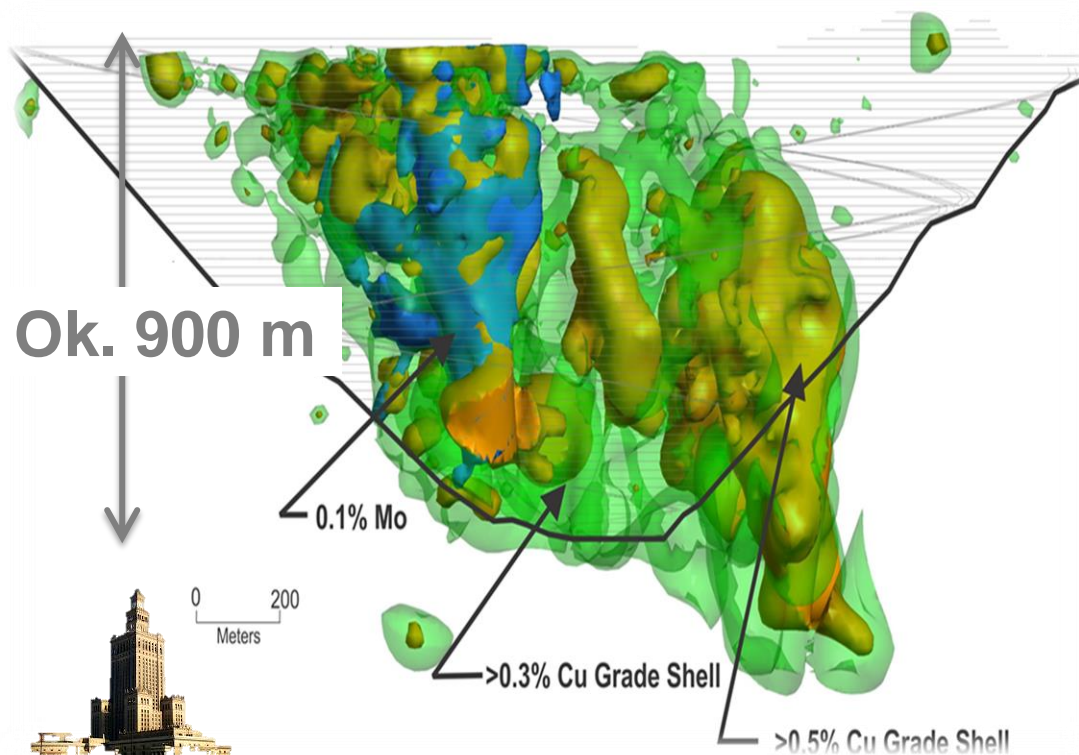 Ok. 900 m
0.1% Mo
0 200
Meters
>0.3% Cu Grade Shell
>0.5% Cu Grade Shell